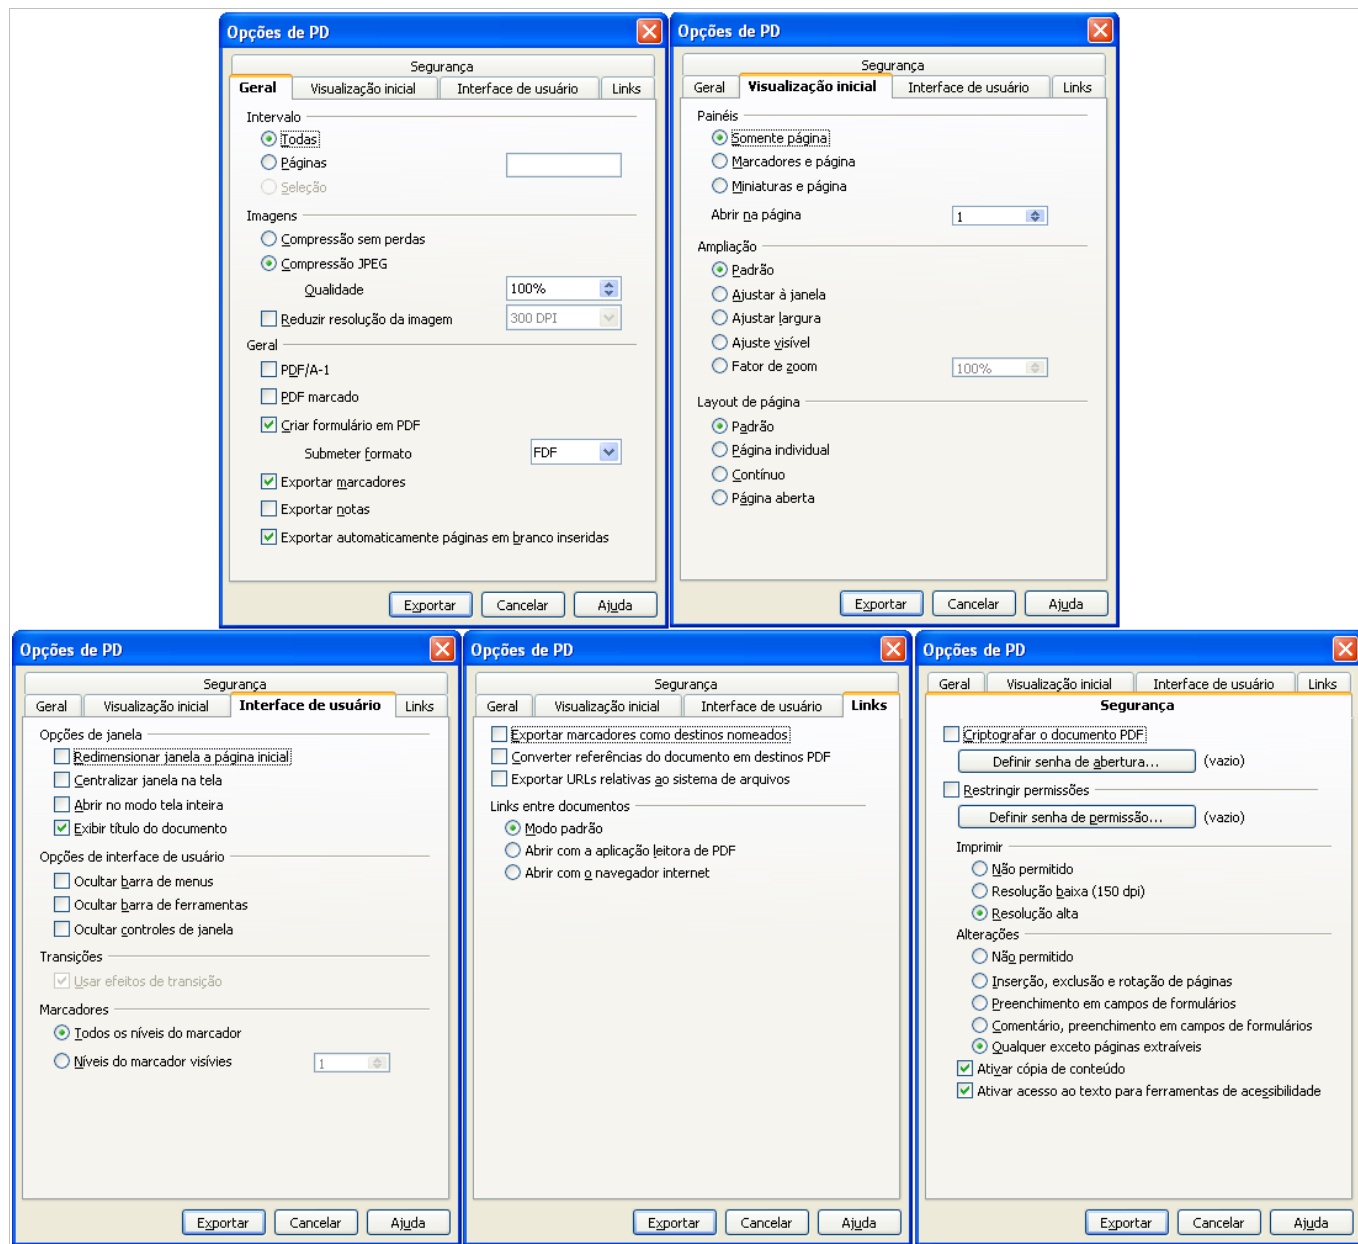 Opções de PD
Segurança
Geral Visualização inicial Interface de usuário Links
Intervalo
Todas
Páginas
Seleção
Imagens
Compressão sem perdas
Compressão JPEG
Qualidade 100%
Reduzir resolução da imagem 300 DPI
Geral
PDF/A-1
PDF marcado
Criar formulário em PDF
Submeter formato FDF
Exportar marcadores
Exportar notas
Exportar automaticamente páginas em branco inseridas
Exportar Cancelar Ajuda
Opções de PD
Segurança
Geral Visualização inicial Interface de usuário Links
Painéis
Somente página
Marcadores e página
Miniaturas e página
Abrir na página 1
Ampliação
Padrão
Ajustar à janela
Ajustar largura
Ajuste visível
Fator de zoom 100%
Layout de página
Padrão
Página individual
Contínuo
Página aberta
Exportar Cancelar Ajuda
Opções de PD
Segurança
Geral Visualização inicial Interface de usuário Links
Opções de janela
Redimensionar janela a página inicial
Centralizar janela na tela
Abrir no modo tela inteira
Exibir título do documento
Opções de interface de usuário
Ocultar barra de menus
Ocultar barra de ferramentas
Ocultar controles de janela
Transições
Usar efeitos de transição
Marcadores
Todos os níveis do marcador
Níveis do marcador visívies 1
Exportar Cancelar Ajuda
Opções de PD
Segurança
Geral Visualização inicial Interface de usuário Links
Exportar marcadores como destinos nomeados
Converter referências do documento em destinos PDF
Exportar URLs relativas ao sistema de arquivos
Links entre documentos
Modo padrão
Abrir com a aplicação leitora de PDF
Abrir com o navegador internet
Exportar Cancelar Ajuda
Opções de PD
Geral Visualização inicial Interface de usuário Links
Segurança
Criptografar o documento PDF
Definir senha de abertura... (vazio)
Restringir permissões
Definir senha de permissão... (vazio)
Imprimir
Não permitido
Resolução baixa (150 dpi)
Resolução alta
Alterações
Não permitido
Inserção, exclusão e rotação de páginas
Preenchimento em campos de formulários
Comentário, preenchimento em campos de formulários
Qualquer exceto páginas extraíveis
Ativar cópia de conteúdo
Ativar acesso ao texto para ferramentas de acessibilidade
Exportar Cancelar Ajuda